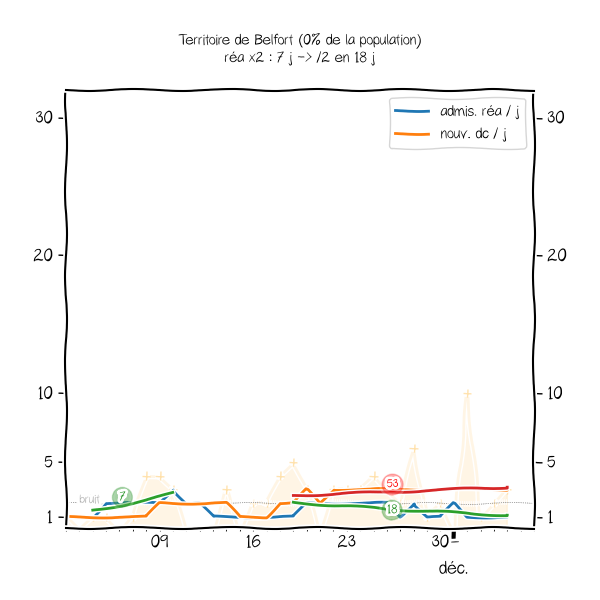 Territoire de Belfort (0% de la population)
réa x2 : 7 j -> /2 en 18 j
admis. réa / j
nouv. dc / j
30
30
20
20
10
10
5
5
53
7
... bruit
18
1
1
09
16
23
30
déc.